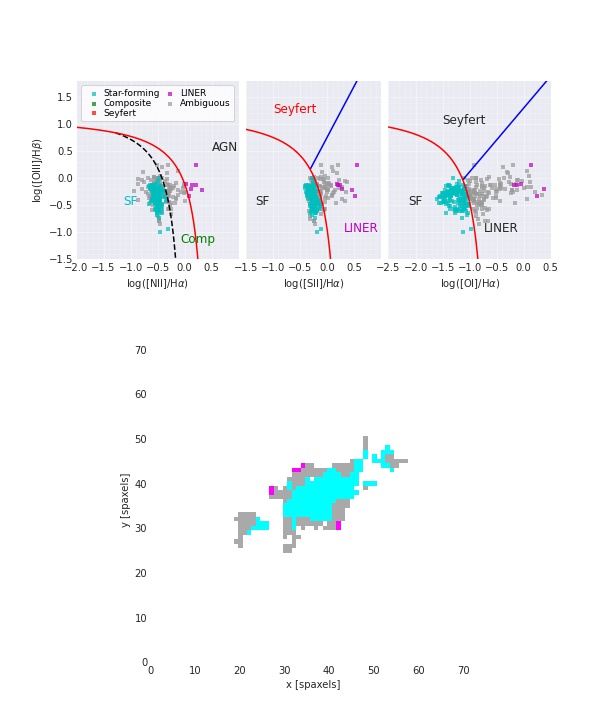 Star-forming
LINER
Composite
Ambiguous
Seyfert
log([OIII]/Hβ)
1.5
1.0
0.5
0.0
−0.5
−1.0
−1.5
AGN
SF
Comp
−2.0 −1.5 −1.0 −0.5 0.0 0.5
log([NII]/Hα)
Seyfert
SF
LINER
−1.5 −1.0 −0.5 0.0 0.5
log([SII]/Hα)
Seyfert
SF
LINER
−2.5 −2.0 −1.5 −1.0 −0.5 0.0 0.5
log([OI]/Hα)
70
60
50
40
30
20
10
0
y [spaxels]
0 10 20 30 40 50 60 70
x [spaxels]